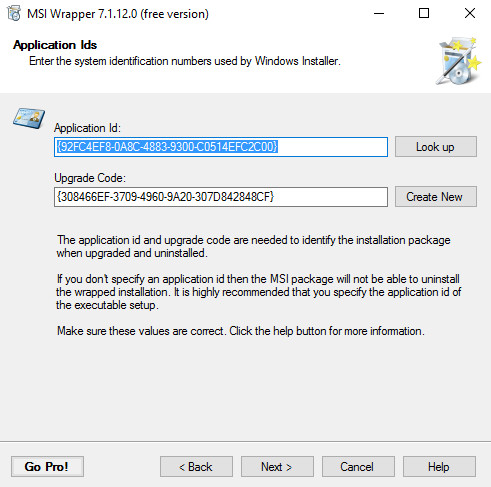 MSI Wrapper 7.1.12.0 (free version)
Application Ids
Enter the system identification numbers used by Windows Installer.
Application Id:
{92FC4EF8-0A8C-4883-9300-C0514EFC2C00}
Look up
Upgrade Code:
{308466EF-3709-4960-9A20-307D842848CF}
Create New
The application id and upgrade code are needed to identify the installation package
when upgraded and uninstalled.
If you don't specify an application id then the MSI package will not be able to uninstall
the wrapped installation. It is highly recommended that you specify the application id of
the executable setup.
Make sure these values are correct. Click the help button for more information.
Go Pro!
< Back
Next >
Cancel
Help